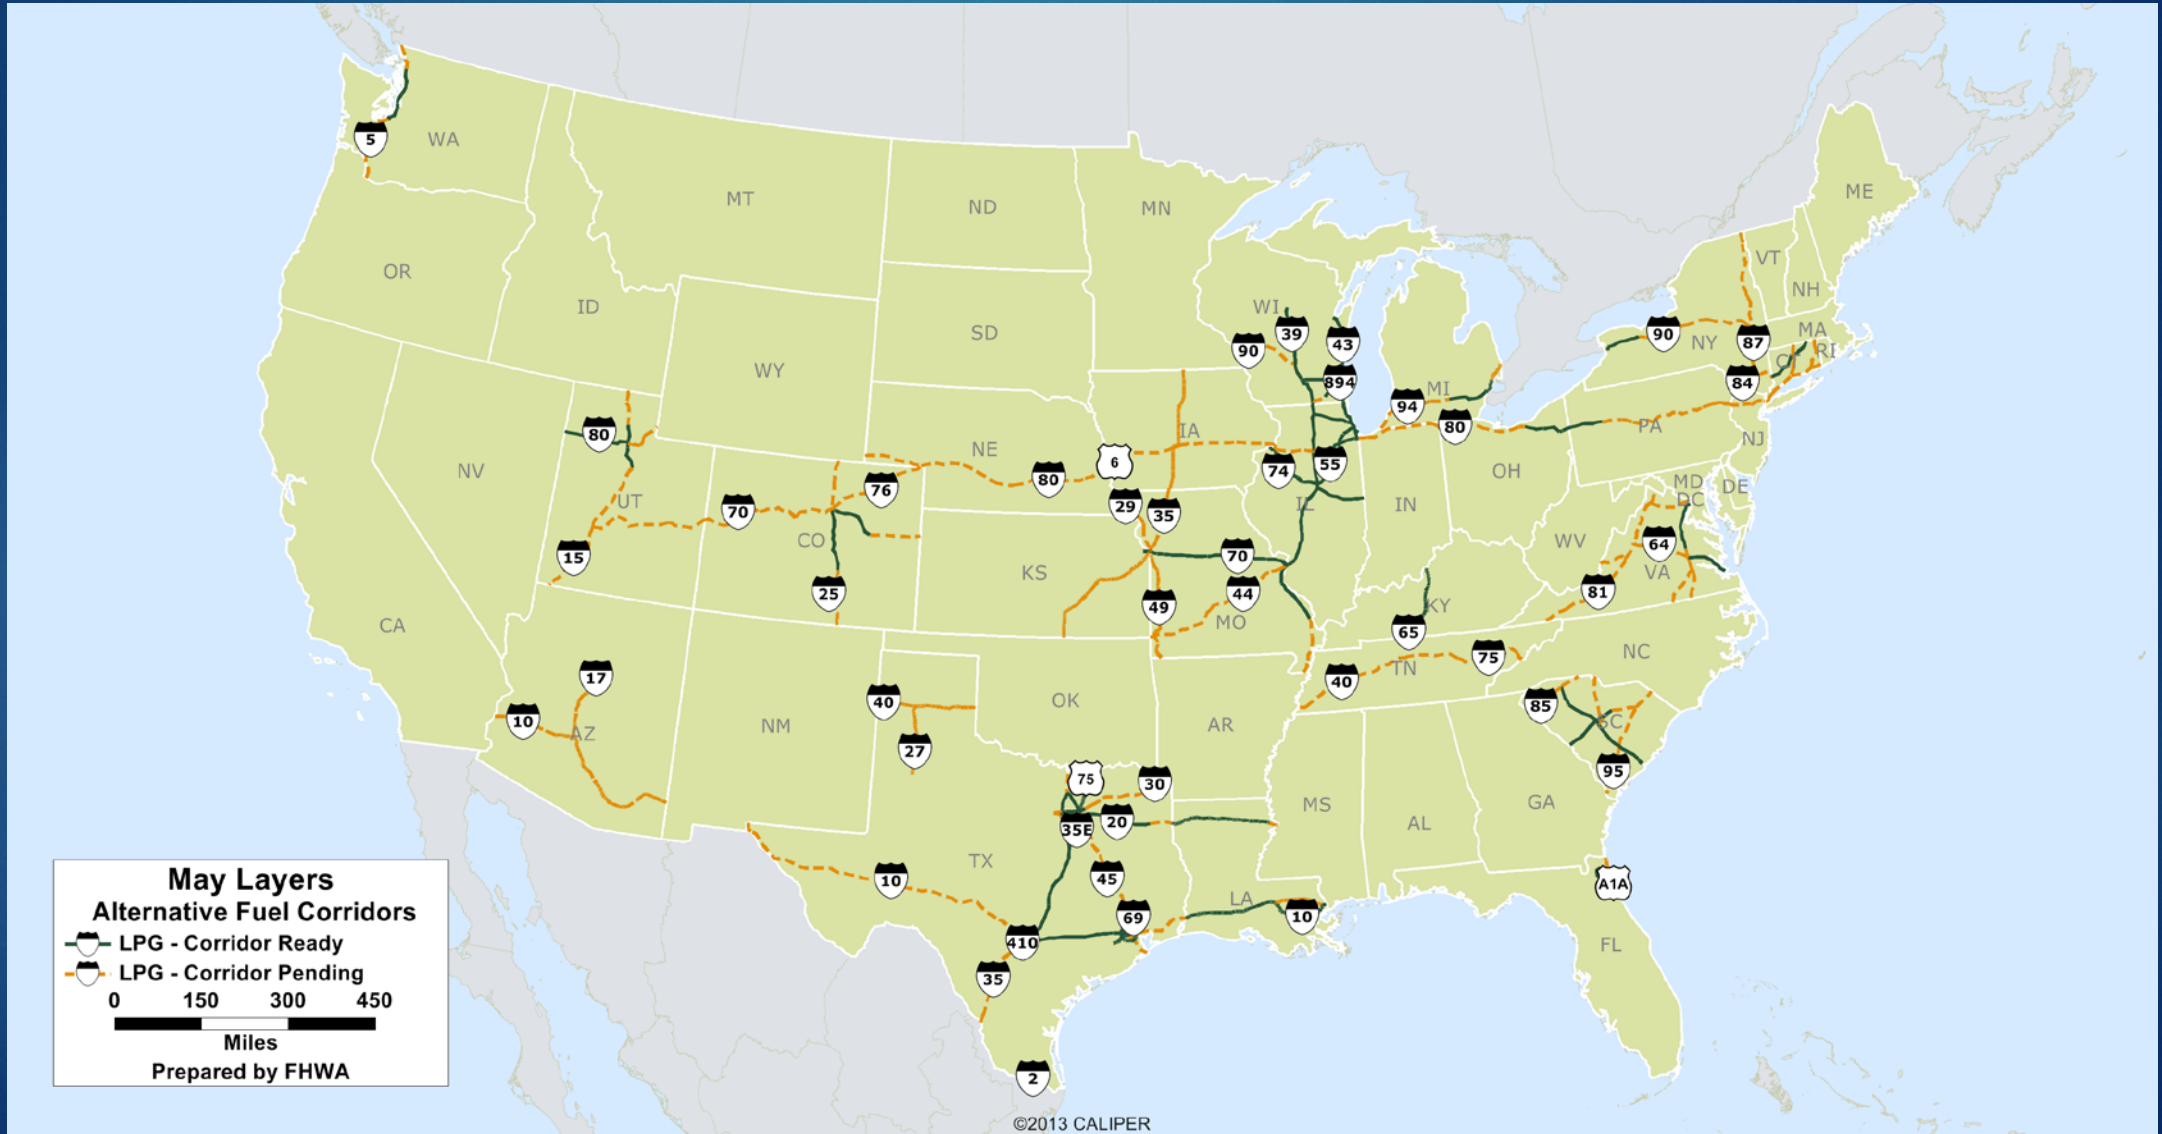 5
WA
MT
ND
MN
ME
OR
ID
SD
WI
VT
NH
WY
39
43
90
90
87
NY
MA
RI
CT
894
MI
94
84
80
80
PA
NJ
NV
NE
IA
6
74
55
OH
MD
DC
DE
76
80
UT
70
29
35
IL
IN
CO
15
70
64
WV
VA
KS
25
44
49
81
CA
MO
KY
65
17
40
TN
75
NC
10
AZ
NM
40
OK
AR
85
SC
27
75
30
95
20
35E
MS
AL
GA
TX
10
45
A1A
LA
69
10
410
FL
35
2
May Layers
Alternative Fuel Corridors
LPG - Corridor Ready
LPG - Corridor Pending
0 150 300 450
Miles
Prepared by FHWA
©2013 CALIPER